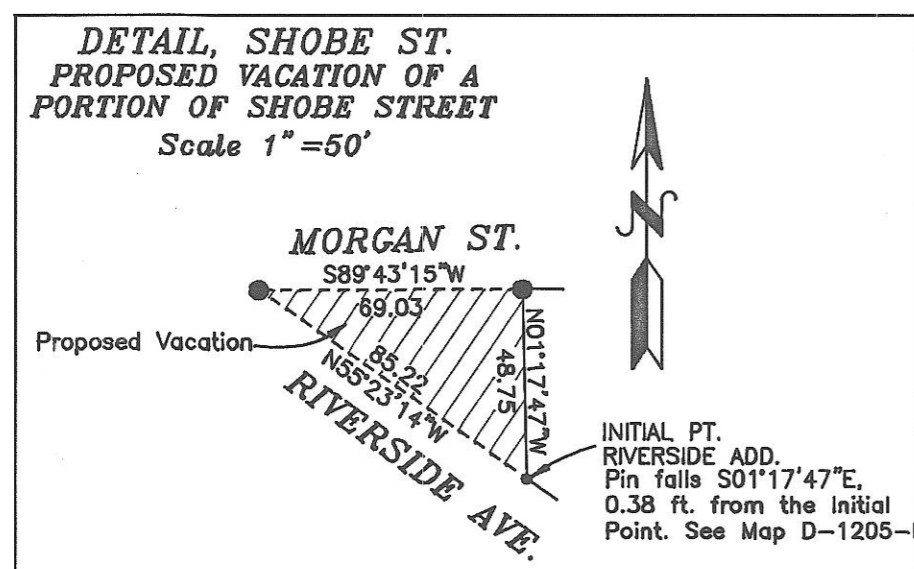 DETAIL, SHOBE ST.
PROPOSED VACATION OF A
PORTION OF SHOBE STREET
Scale 1"=50'
N
MORGAN ST.
S89°43'15"W
69.03
Proposed Vacation
85.22
N55°23'14"W
N01°17'47"W
48.75
RIVERSIDE AVE.
INITIAL PT.
RIVERSIDE ADD.
Pin falls S01°17'47"E,
0.38 ft. from the Initial
Point. See Map D-1205-